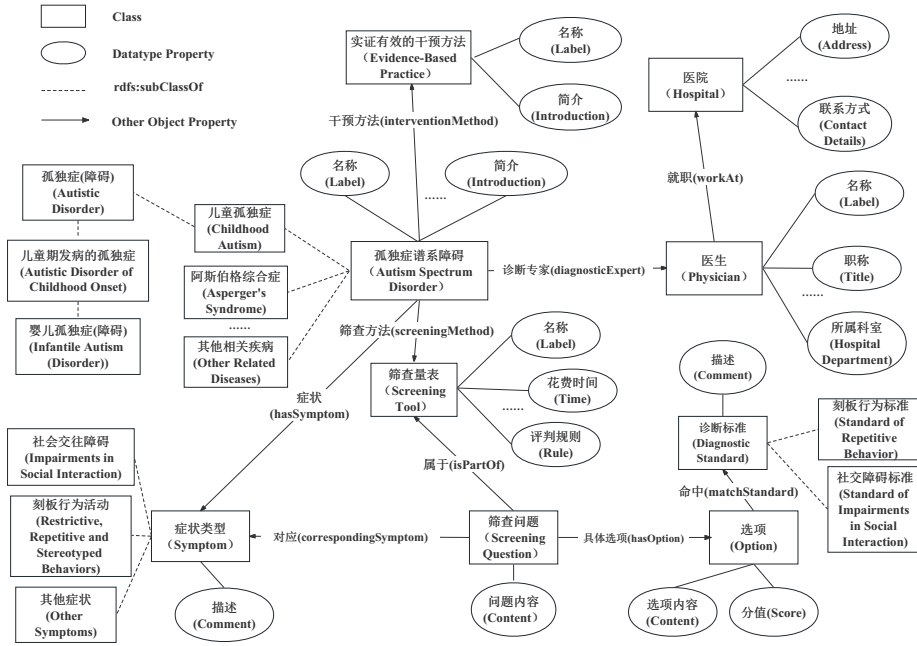 Class
Datatype Property
rdfs:subClassOf
Other Object Property
实证有效的干预方法
（Evidence-Based
Practice）
名称
(Label)
简介
(Introduction)
医院
（Hospital）
地址
(Address)
......
联系方式
(Contact
Details)
干预方法(interventionMethod)
就职(workAt)
名称
(Label)
简介
(Introduction)
......
孤独症(障碍)
(Autistic
Disorder)
儿童孤独症
(Childhood
Autism)
儿童期发病的孤独症
(Autistic Disorder of
Childhood Onset)
阿斯伯格综合症
(Asperger's
Syndrome)
......
婴儿孤独症(障碍)
(Infantile Autism
(Disorder))
其他相关疾病
(Other Related
Diseases)
孤独症谱系障碍
（Autism Spectrum
Disorder）
诊断专家(diagnosticExpert)
医生
（Physician）
名称
(Label)
职称
(Title)
......
所属科室
(Hospital
Department)
筛查方法(screeningMethod)
症状
(hasSymptom)
筛查量表
（Screening
Tool）
名称
(Label)
花费时间
(Time)
......
评判规则
(Rule)
描述
(Comment)
诊断标准
(Diagnostic
Standard)
刻板行为标准
(Standard of
Repetitive
Behavior)
社交障碍标准
(Standard of
Impairments
in Social
Interaction)
属于(isPartOf)
命中(matchStandard)
社会交往障碍
(Impairments in
Social Interaction)
刻板行为活动
(Restrictive,
Repetitive and
Stereotyped
Behaviors)
其他症状
(Other
Symptoms)
症状类型
（Symptom）
对应(correspondingSymptom)
筛查问题
（Screening
Question）
具体选项(hasOption)
选项
(Option)
描述
(Comment)
问题内容
(Content）
选项内容
(Content)
分值(Score)